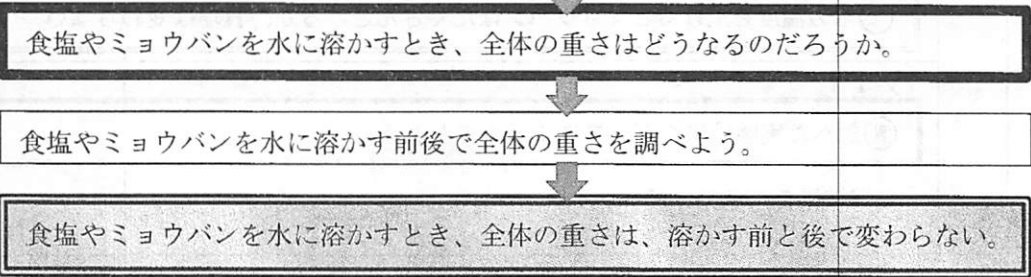 食塩やミョウバンを水に溶かすとき、全体の重さはどうなるのだろうか。
食塩やミョウバンを水に溶かす前後で全体の重さを調べよう。
食塩やミョウバンを水に溶かすとき、全体の重さは、溶かす前と後で変わらない。